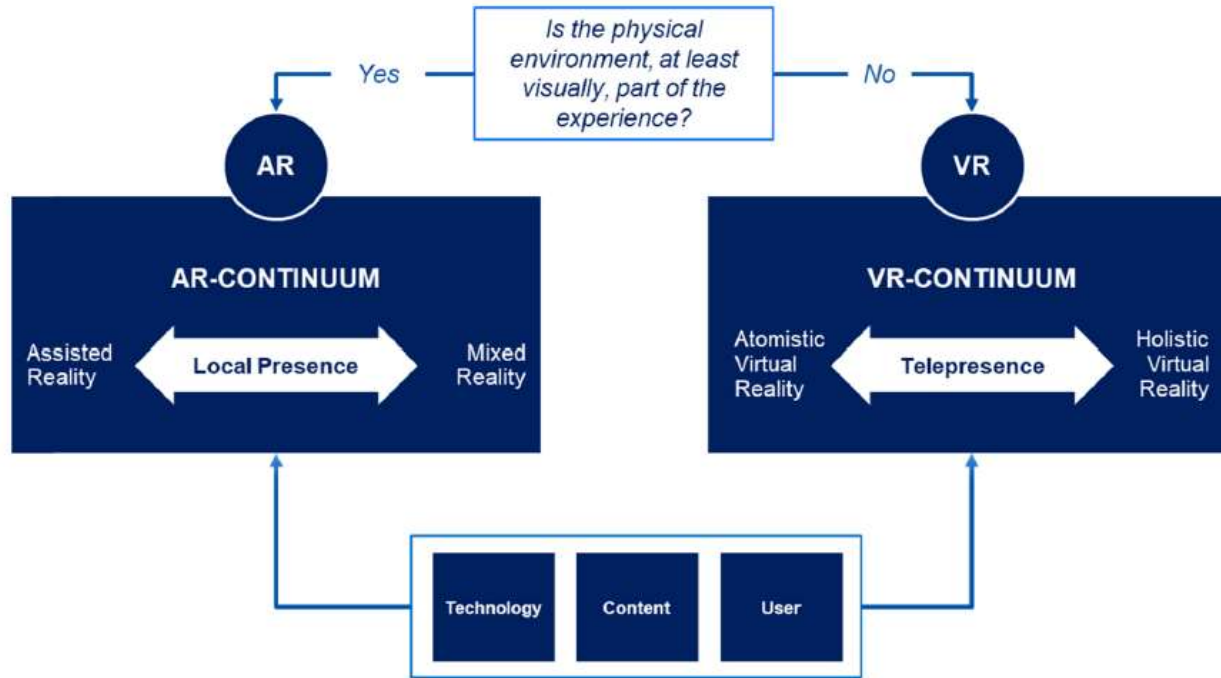 Is the physical
environment, at least
visually, part of the
experience?
Yes
No
AR
VR
AR-CONTINUUM
Assisted
Reality
Local Presence
Mixed
Reality
VR-CONTINUUM
Atomistic
Virtual
Reality
Telepresence
Holistic
Virtual
Reality
Technology
Content
User